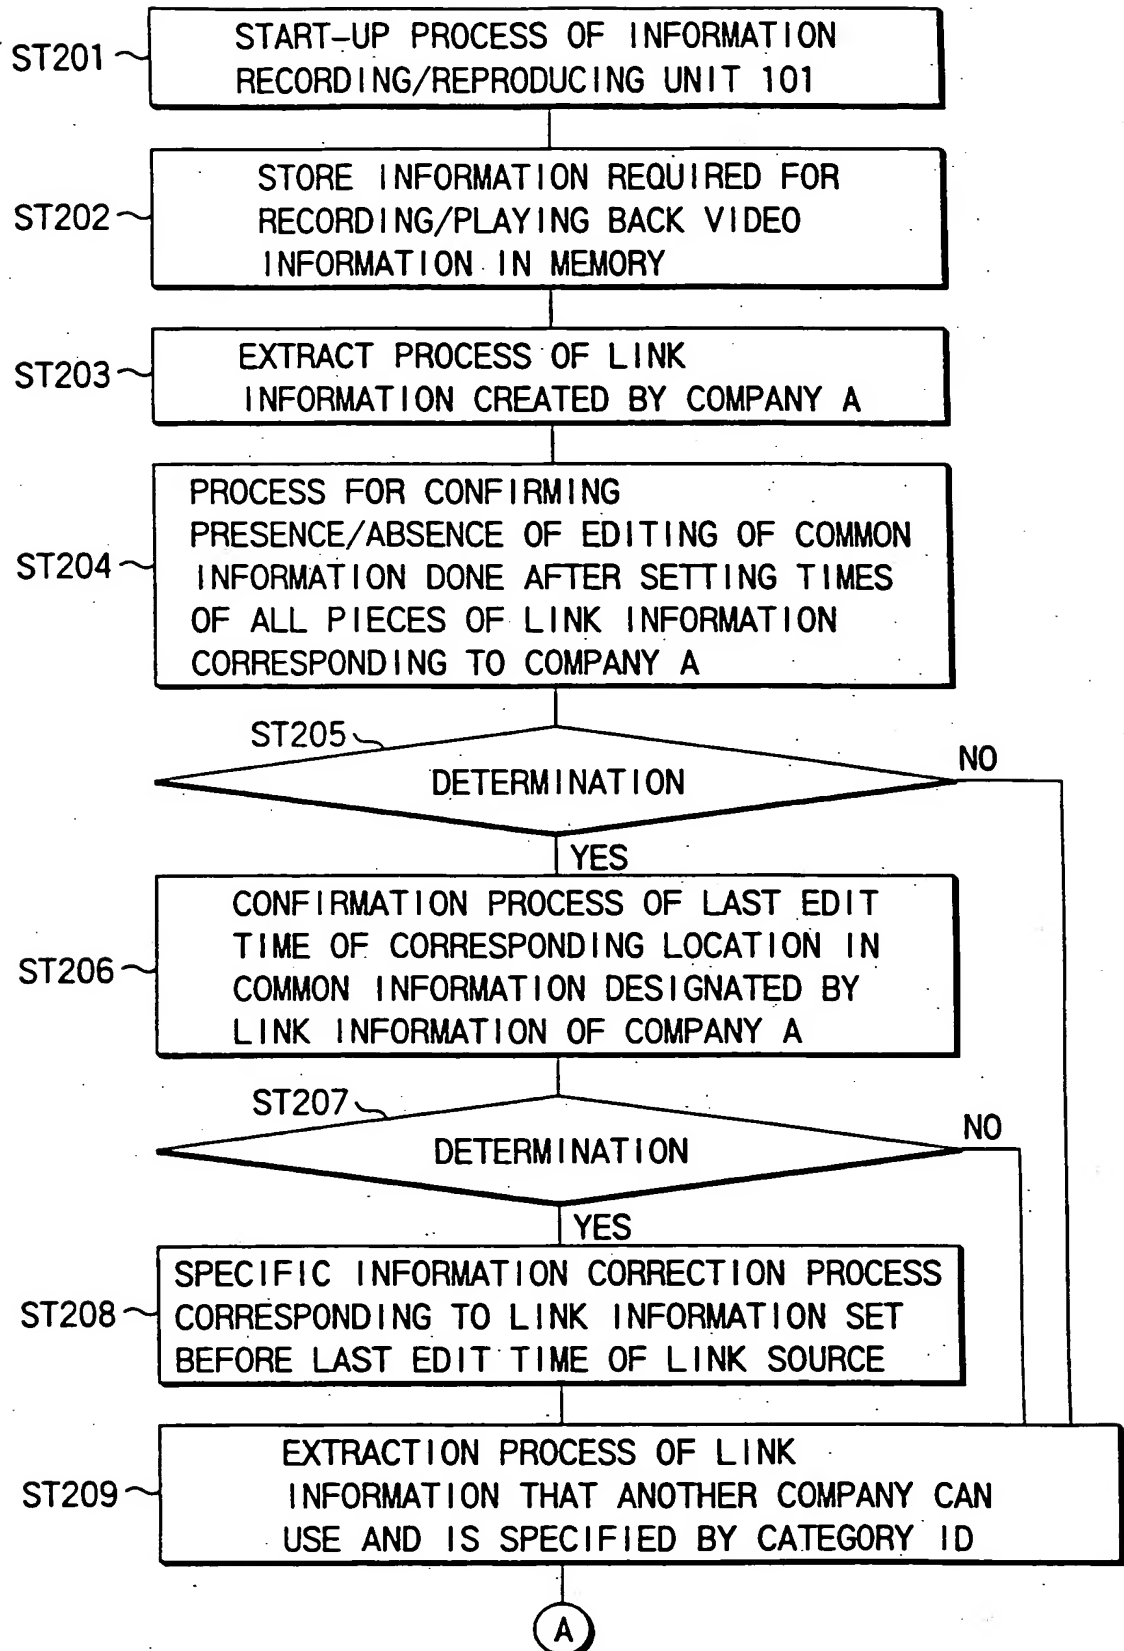 ST201
START-UP PROCESS OF INFORMATION
RECORDING/REPRODUCING UNIT 101
ST202
STORE INFORMATION REQUIRED FOR
RECORDING/PLAYING BACK VIDEO
INFORMATION IN MEMORY
ST203
EXTRACT PROCESS OF LINK
INFORMATION CREATED BY COMPANY A
ST204
PROCESS FOR CONFIRMING
PRESENCE/ABSENCE OF EDITING OF COMMON
INFORMATION DONE AFTER SETTING TIMES
OF ALL PIECES OF LINK INFORMATION
CORRESPONDING TO COMPANY A
ST205
DETERMINATION
NO
YES
ST206
CONFIRMATION PROCESS OF LAST EDIT
TIME OF CORRESPONDING LOCATION IN
COMMON INFORMATION DESIGNATED BY
LINK INFORMATION OF COMPANY A
ST207
DETERMINATION
NO
YES
ST208
SPECIFIC INFORMATION CORRECTION PROCESS
CORRESPONDING TO LINK INFORMATION SET
BEFORE LAST EDIT TIME OF LINK SOURCE
ST209
EXTRACTION PROCESS OF LINK
INFORMATION THAT ANOTHER COMPANY CAN
USE AND IS SPECIFIED BY CATEGORY ID
A